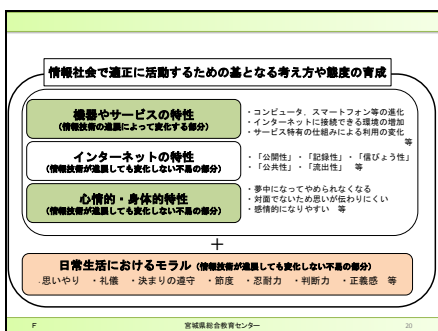 情報社会で適正に活動するための基となる考え方や態度の育成
機器やサービスの特性
(情報技術の進展によって変化する部分)
・コンピュータ、スマートフォン等の進化
・インターネットに接続できる環境の増加
・サービス特有の仕組みによる利用の変化
等
インターネットの特性
(情報技術が進展しても変化しない不易の部分)
・「公開性」・「記録性」・「信ぴょう性」
・「公共性」・「流出性」 等
心情的・身体的特性
(情報技術が進展しても変化しない不易の部分)
・夢中になってやめられなくなる
・対面でないため思いが伝わりにくい
・感情的になりやすい 等
+
日常生活におけるモラル (情報技術が進展しても変化しない不易の部分)
・思いやり ・礼儀 ・決まりの遵守 ・節度 ・忍耐力 ・判断力 ・正義感 等
F 宮城県総合教育センター 20